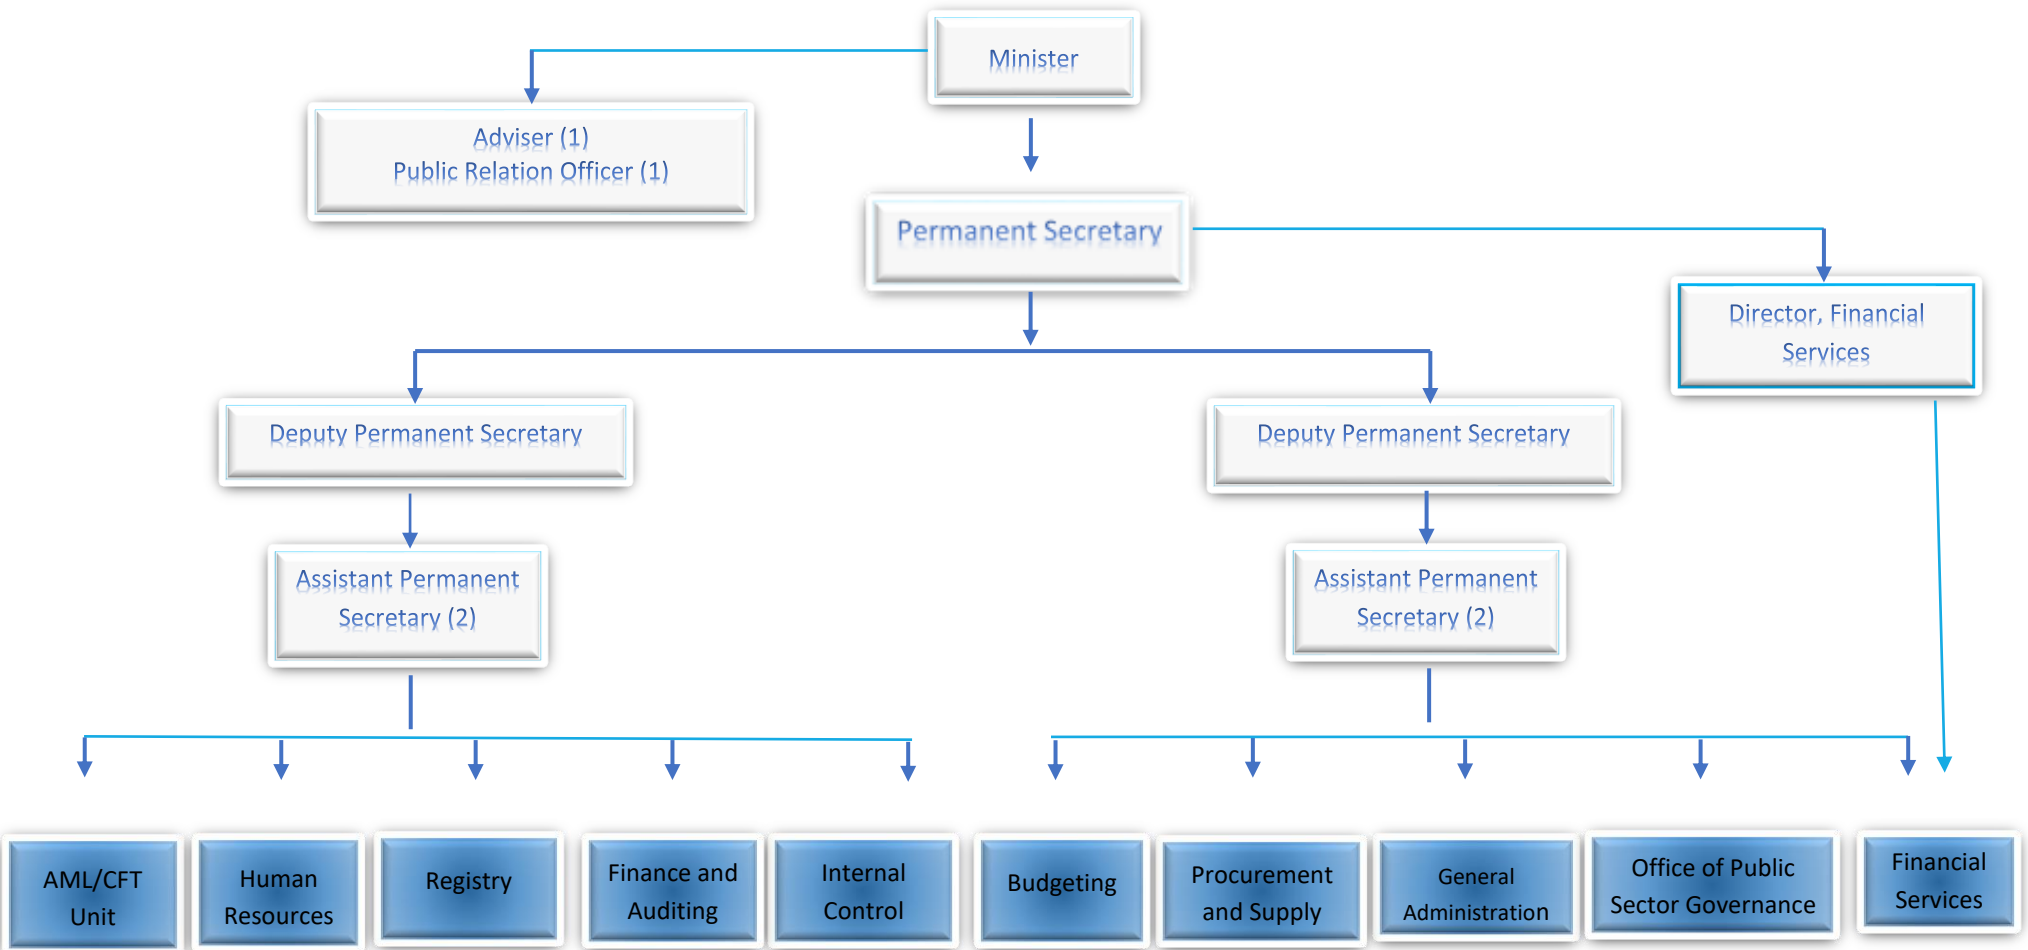 Minister
Adviser (1)
Public Relation Officer (1)
Permanent Secretary
Director, Financial
Services
Deputy Permanent Secretary
Deputy Permanent Secretary
Assistant Permanent
Secretary (2)
Assistant Permanent
Secretary (2)
AML/CFT
Unit
Human
Resources
Registry
Finance and
Auditing
Internal
Control
Budgeting
Procurement
and Supply
General
Administration
Office of Public
Sector Governance
Financial
Services